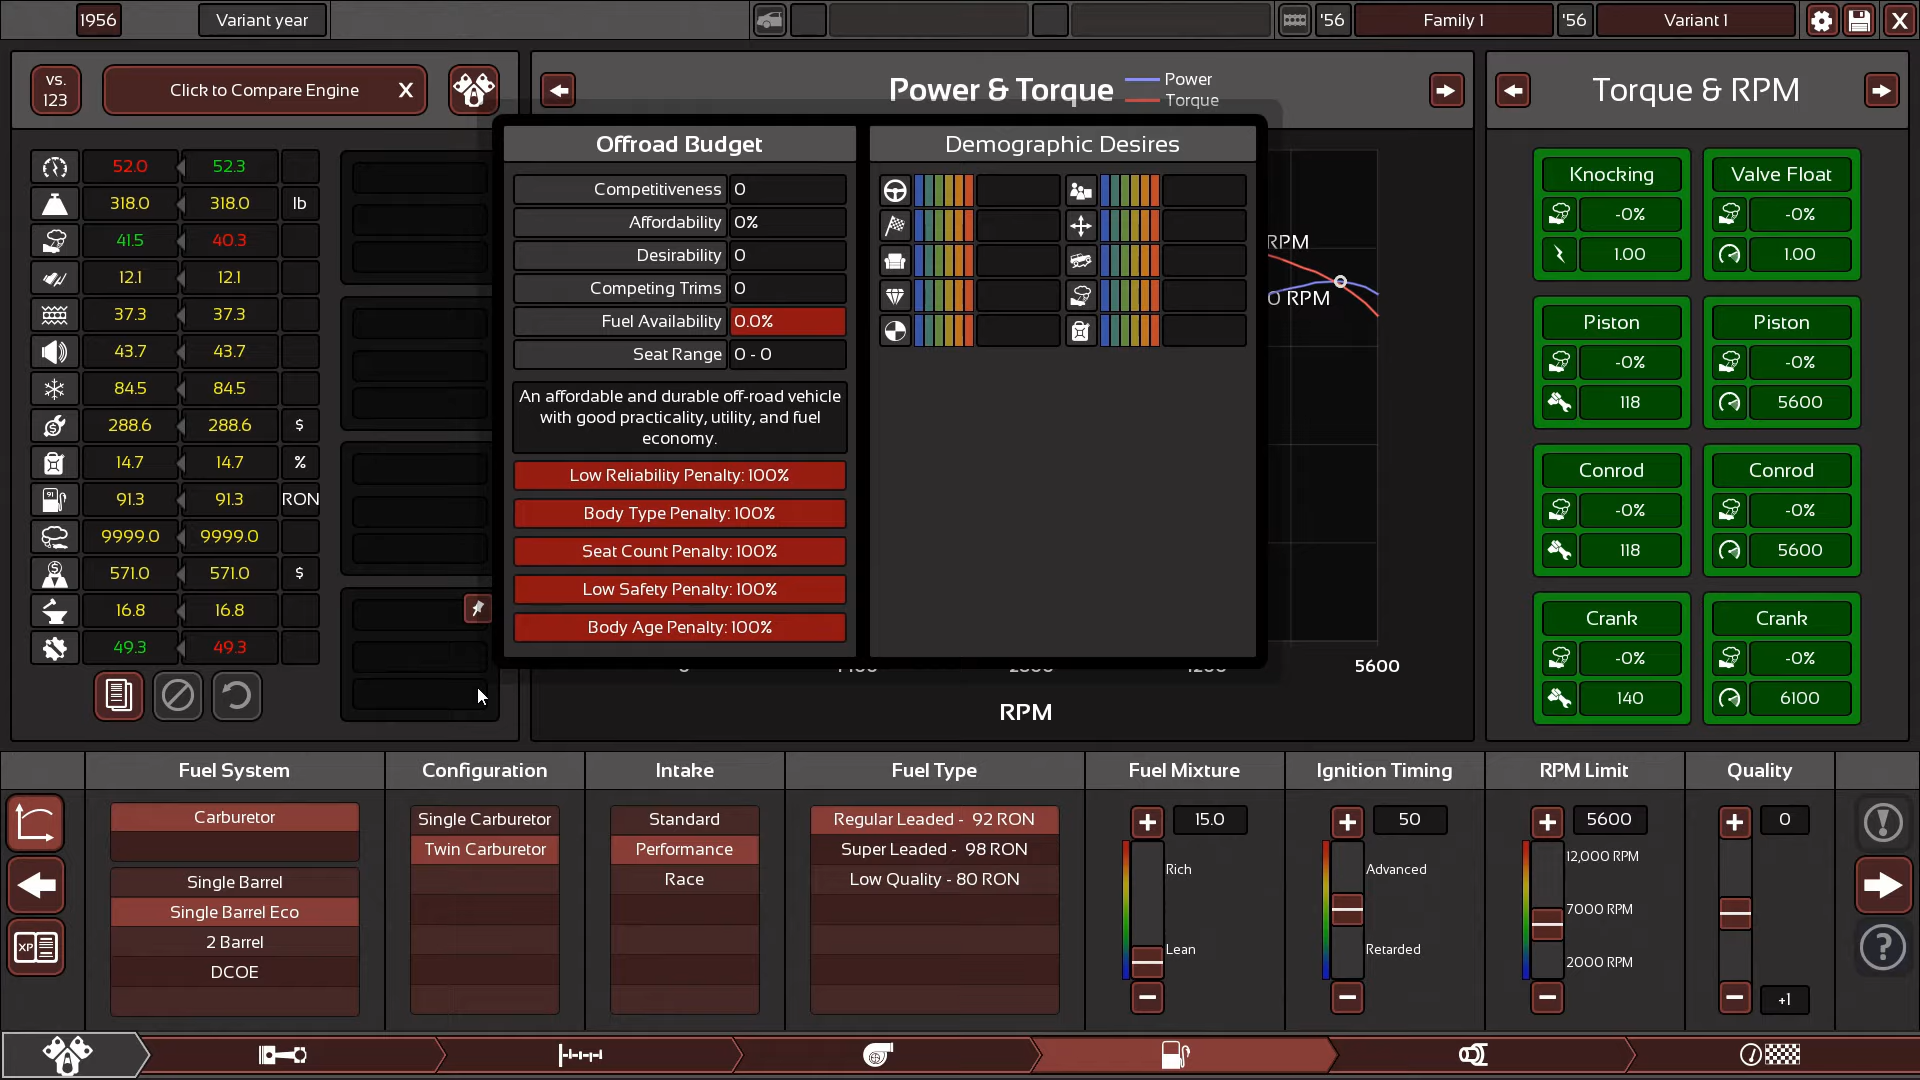 1956
Variant year
'56
Family 1
'56
Variant 1
X
vs.
123
Click to Compare Engine
X
52.0
52.3
318.0
318.0
lb
41.5
40.3
12.1
12.1
37.3
37.3
43.7
43.7
84.5
84.5
288.6
288.6
$
14.7
14.7
%
91
91.3
91.3
RON
9999.0
9999.0
571.0
571.0
$
16.8
16.8
49.3
49.3
Power & Torque
Power
Torque
Offroad Budget
Competitiveness
0
Affordability
0%
Desirability
0
Competing Trims
0
Fuel Availability
0.0%
Seat Range
0 - 0
An affordable and durable off-road vehicle
with good practicality, utility, and fuel
economy.
Low Reliability Penalty: 100%
Body Type Penalty: 100%
Seat Count Penalty: 100%
Low Safety Penalty: 100%
Body Age Penalty: 100%
Demographic Desires
RPM
0 RPM
5600
RPM
Torque & RPM
Knocking
-0%
1.00
Valve Float
-0%
1.00
Piston
-0%
118
Piston
-0%
5600
Conrod
-0%
118
Conrod
-0%
5600
Crank
-0%
140
Crank
-0%
6100
Fuel System
Carburetor
Single Barrel
Single Barrel Eco
2 Barrel
DCOE
Configuration
Single Carburetor
Twin Carburetor
Intake
Standard
Performance
Race
Fuel Type
Regular Leaded - 92 RON
Super Leaded - 98 RON
Low Quality - 80 RON
Fuel Mixture
15.0
Rich
Lean
Ignition Timing
50
Advanced
Retarded
RPM Limit
5600
12,000 RPM
7000 RPM
2000 RPM
Quality
0
+1
XP
?